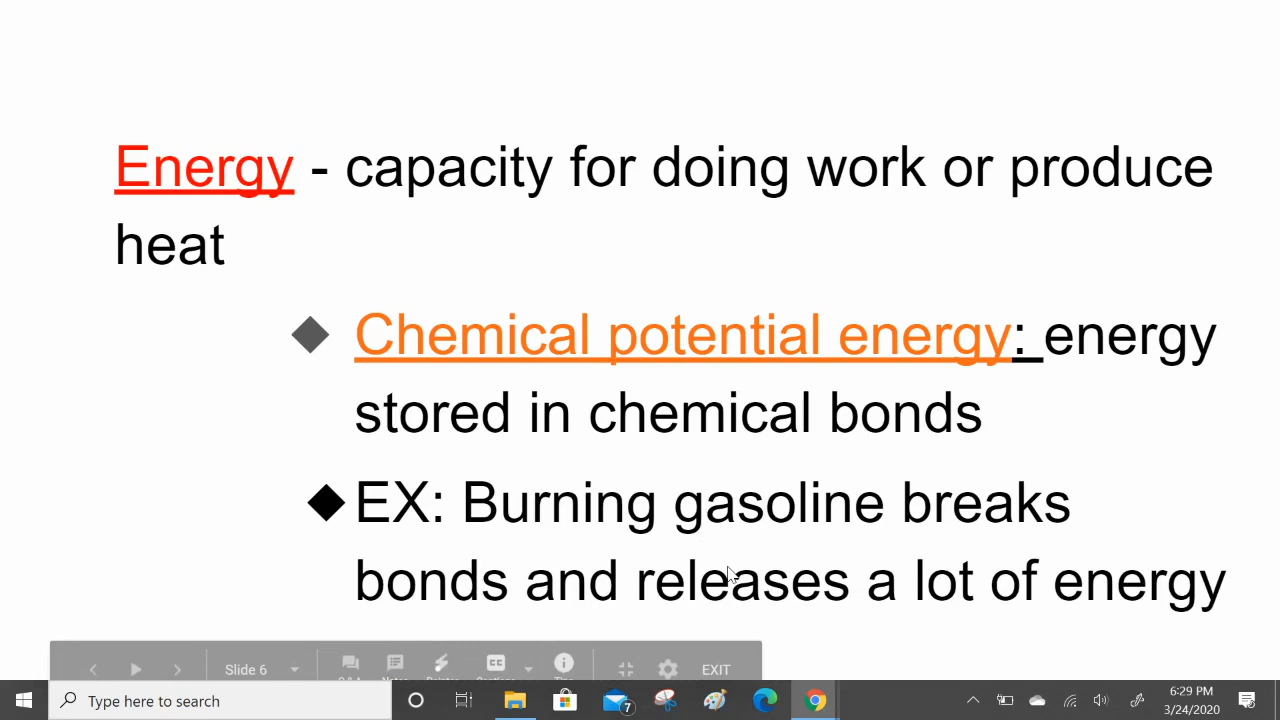 Energy - capacity for doing work or produce
heat
◆ Chemical potential energy: energy
stored in chemical bonds
◆ EX: Burning gasoline breaks
bonds and releases a lot of energy
Slide 6 EXIT
Type here to search
7
6:29 PM
3/24/2020